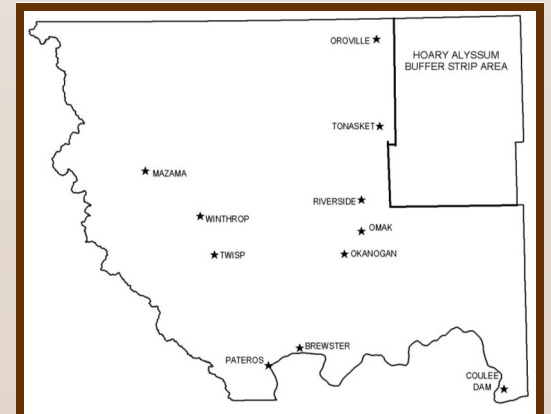 OROVILLE
HOARY ALYSSUM
BUFFER STRIP AREA
TONASKET
MAZAMA
RIVERSIDE
WINTHROP
OMAK
TWISP
OKANOGAN
BREWSTER
PATEROS
COULEE
DAM